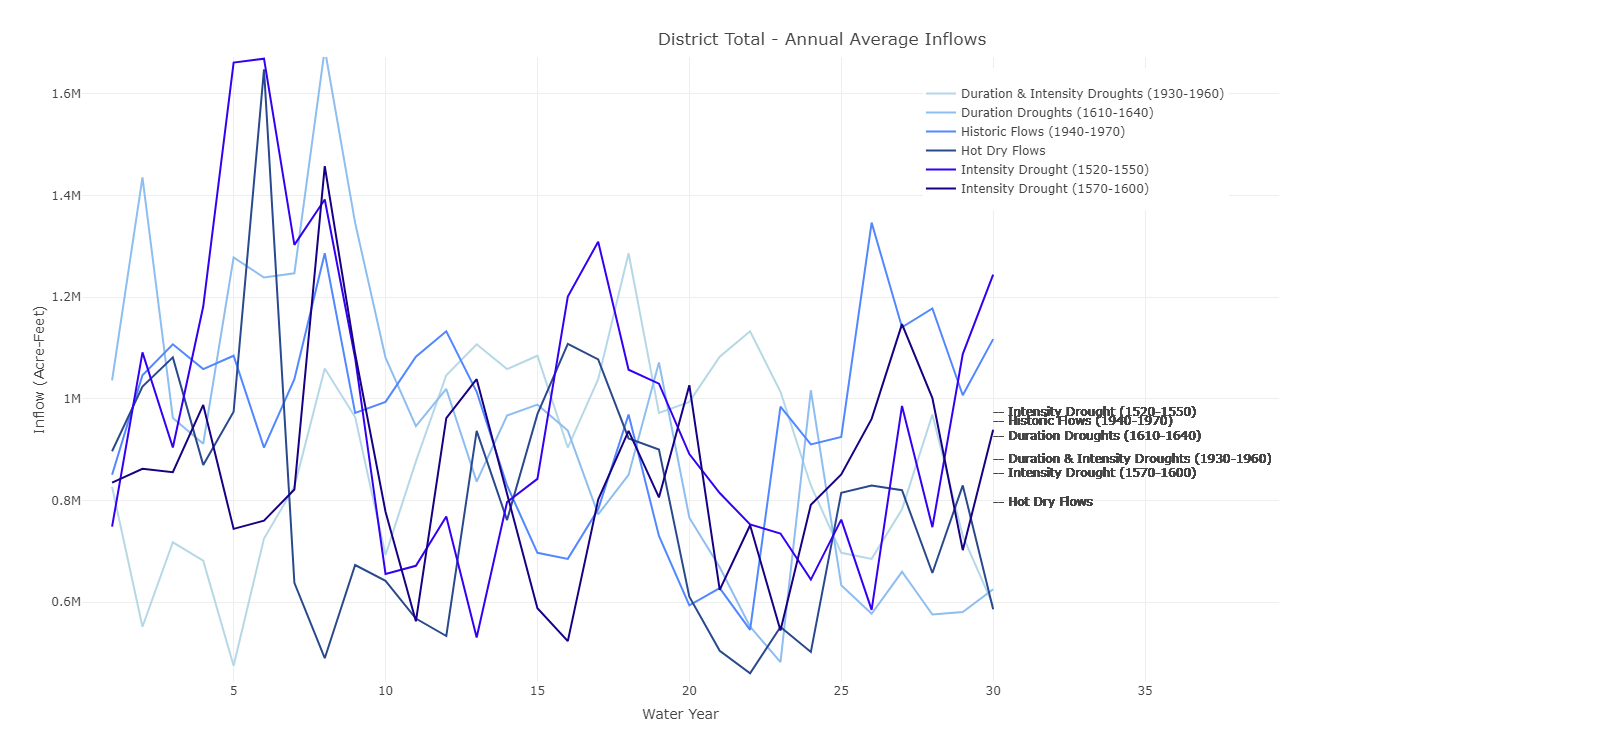 District Total - Annual Average Inflows
1.6M
1.4M
1.2M
1M
0.8M
0.6M
Inflow (Acre-Feet)
Duration & Intensity Droughts (1930-1960)
Duration Droughts (1610-1640)
Historic Flows (1940-1970)
Hot Dry Flows
Intensity Drought (1520-1550)
Intensity Drought (1570-1600)
Intensity Drought (1520-1550)
Historic Flows (1940-1970)
Duration Droughts (1610-1640)
Duration & Intensity Droughts (1930-1960)
Intensity Drought (1570-1600)
Hot Dry Flows
5 10 15 20 25 30 35
Water Year